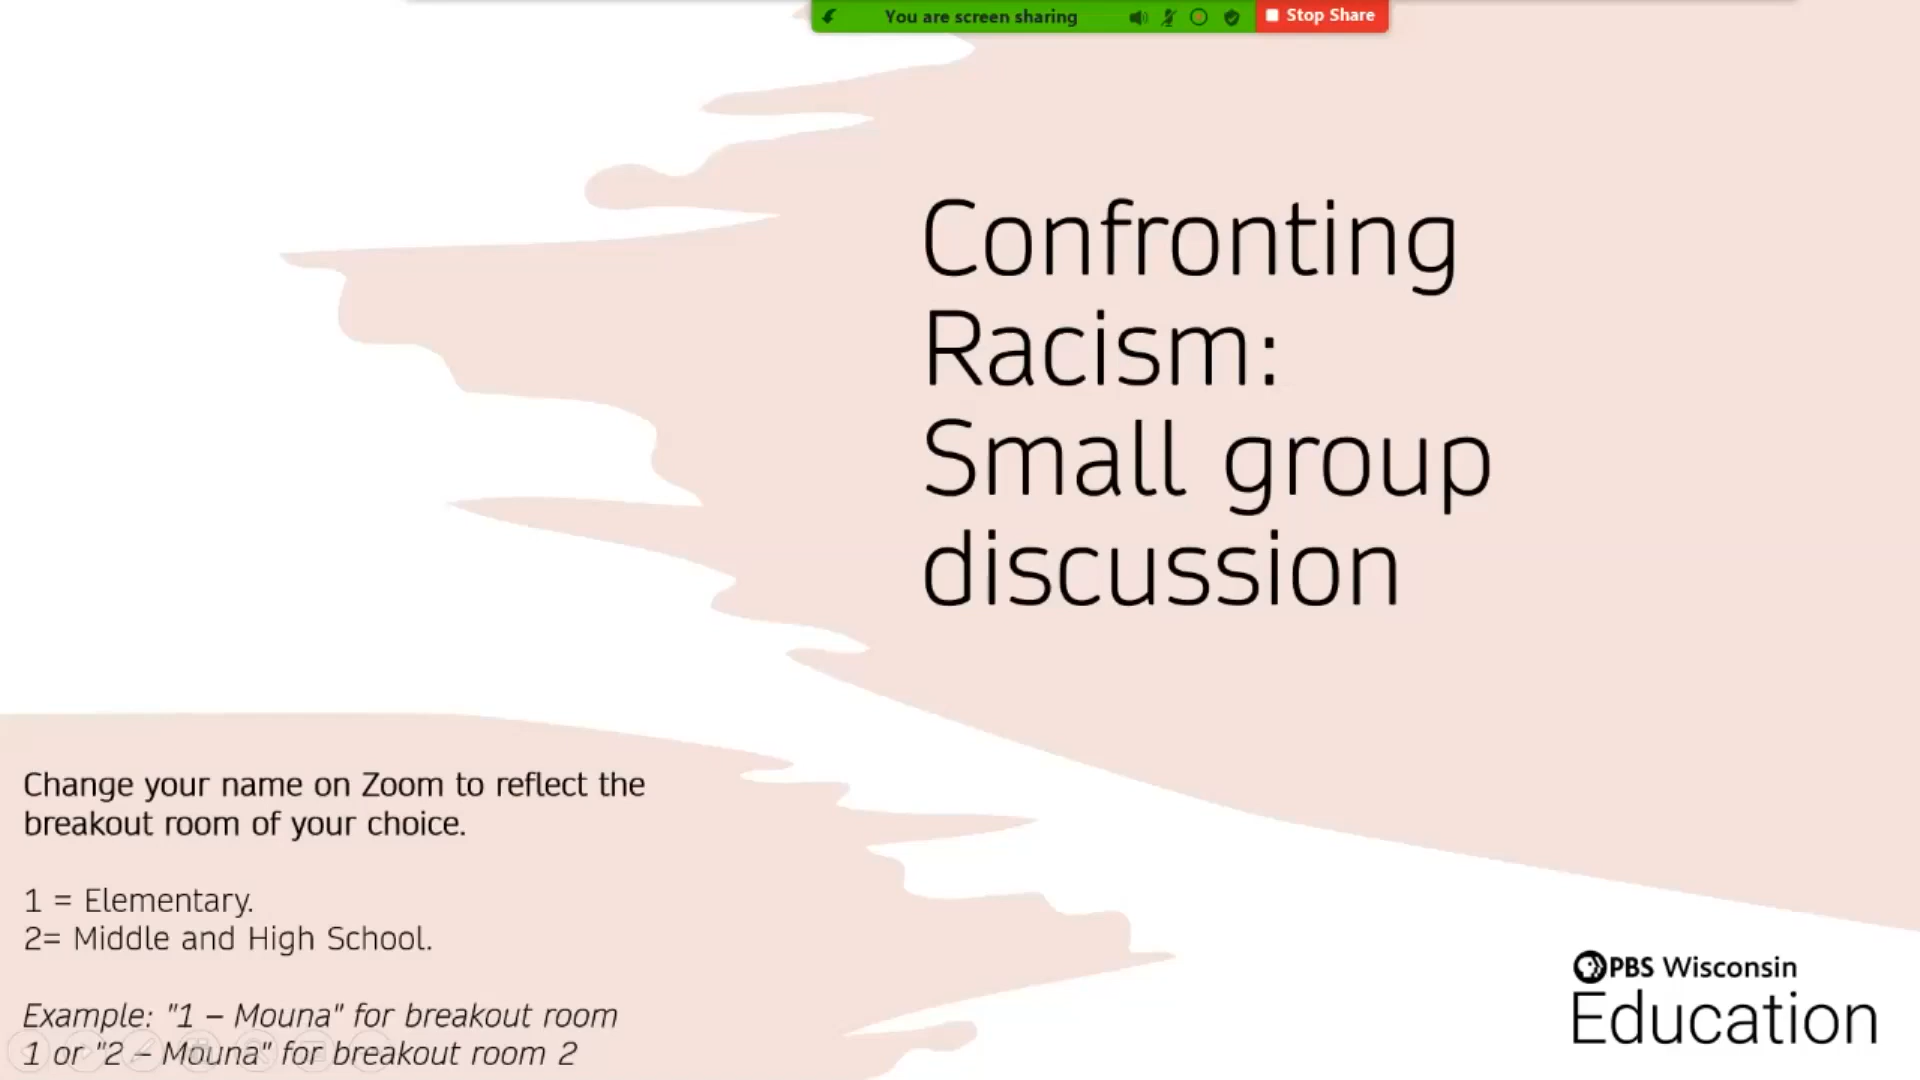 You are screen sharing
Stop Share
Confronting
Racism:
Small group
discussion
Change your name on Zoom to reflect the
breakout room of your choice.
1 = Elementary.
2= Middle and High School.
Example: "1 – Mouna" for breakout room
1 or "2 – Mouna" for breakout room 2
PBS Wisconsin
Education